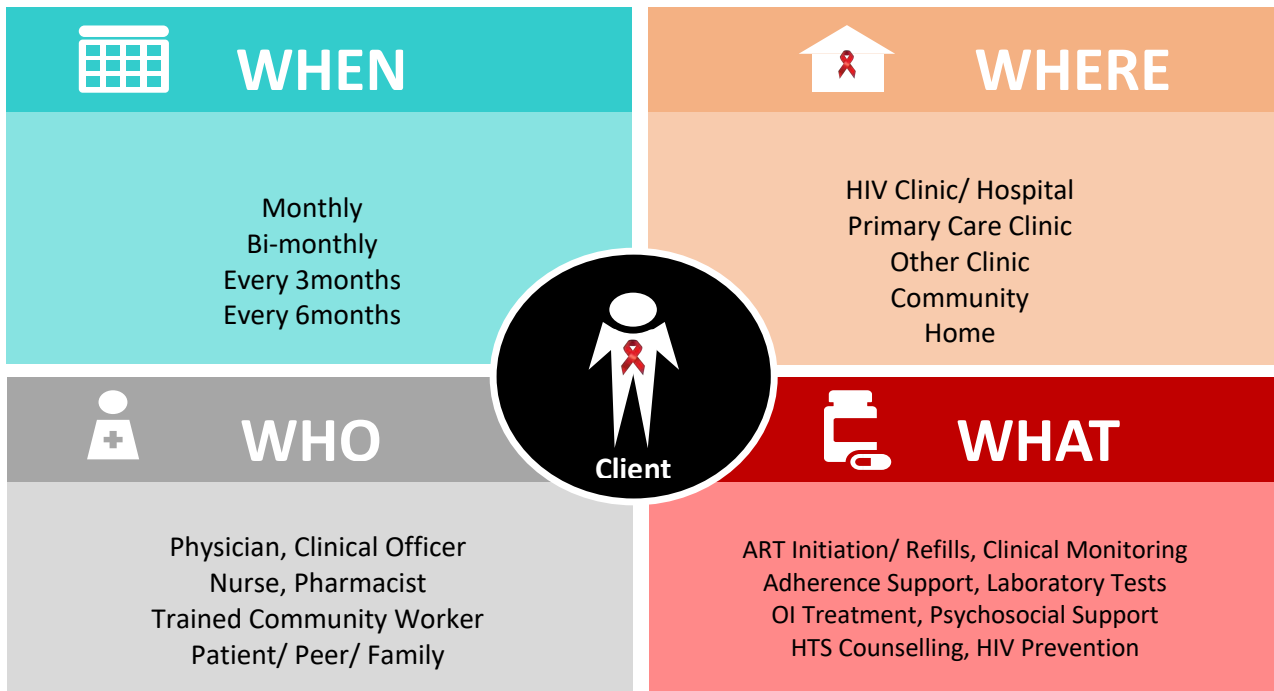 WHEN
Monthly
Bi-monthly
Every 3months
Every 6months
WHERE
HIV Clinic/ Hospital
Primary Care Clinic
Other Clinic
Community
Home
Client
WHO
Physician, Clinical Officer
Nurse, Pharmacist
Trained Community Worker
Patient/ Peer/ Family
WHAT
ART Initiation/ Refills, Clinical Monitoring
Adherence Support, Laboratory Tests
OI Treatment, Psychosocial Support
HTS Counselling, HIV Prevention